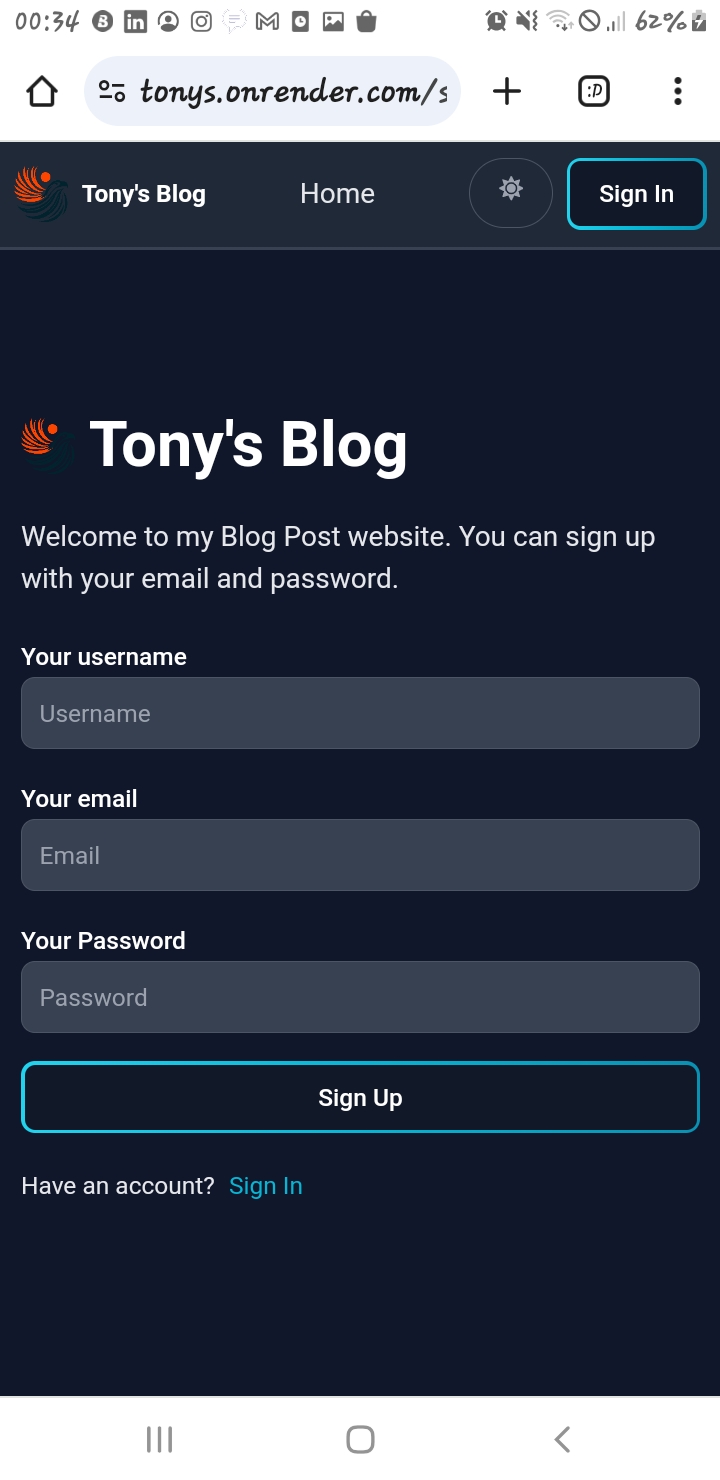 00:34 62%
tonys.onrender.com/s
:D
Tony's Blog Home Sign In
Tony's Blog
Welcome to my Blog Post website. You can sign up
with your email and password.
Your username
Username
Your email
Email
Your Password
Password
Sign Up
Have an account? Sign In